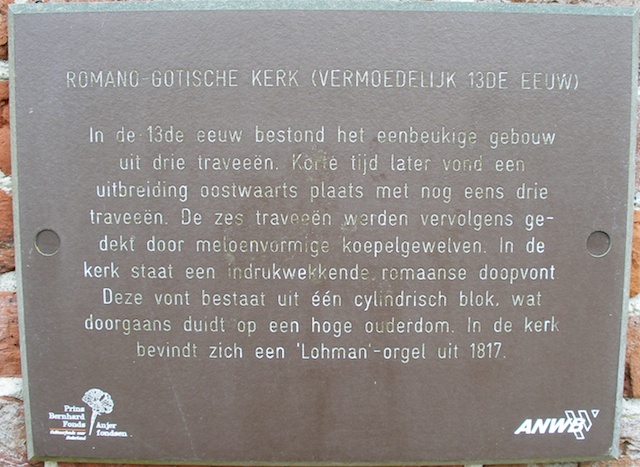 ROMANO-GOTISCHE KERK (VERMOEDELIJK 13DE EEUW)
In de 13de eeuw bestond het eenbeukige gebouw
uit drie traveeën. Korte tijd later vond een
uitbreiding oostwaarts plaats met nog eens drie
traveeën. De zes traveeën werden vervolgens ge-
dekt door meloenvormige koepelgewelven. In de
kerk staat een indrukwekkende romaanse doopvont.
Deze vont bestaat uit één cylindrisch blok, wat
doorgaans duidt op een hoge ouderdom. In de kerk
bevindt zich een 'Lohman'-orgel uit 1817.
Prins
Bernhard
Fonds
Anjer
fondsen
ANWB